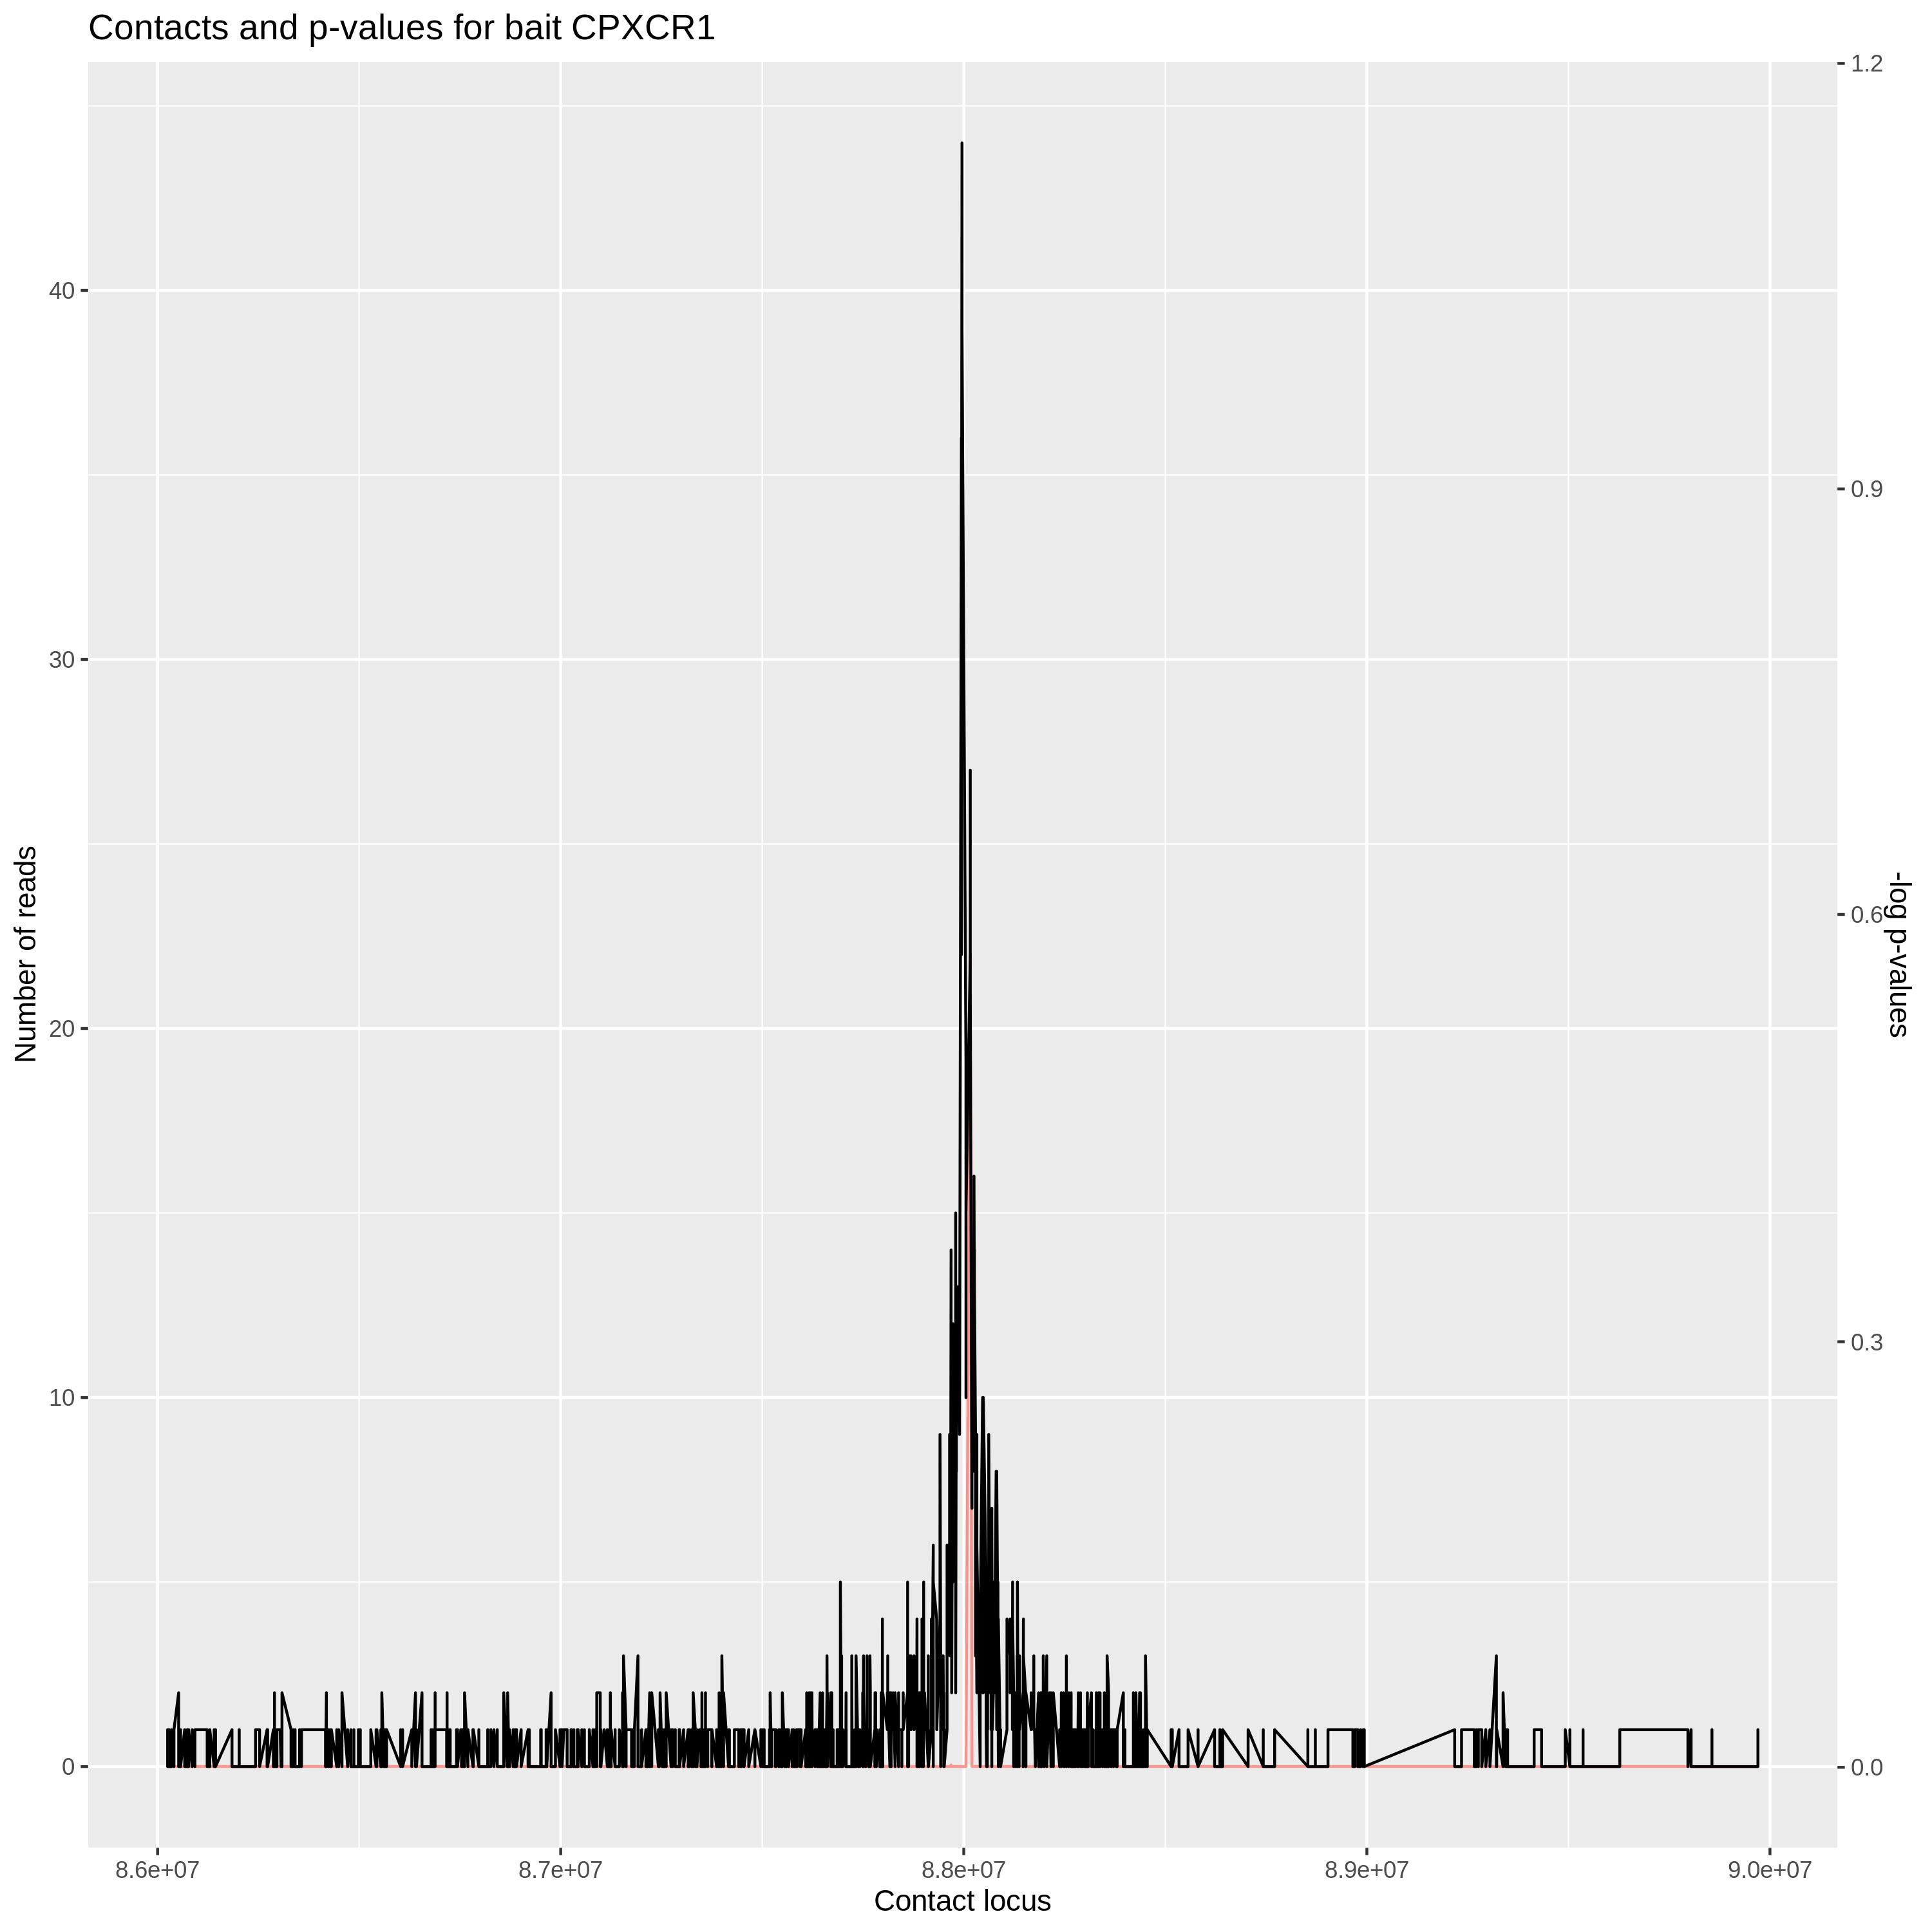 Contacts and p-values for bait CPXCR1
1.2
40
0.9
30
Number of reads
0.6
-log p-values
20
0.3
10
0
0.0
8.6e+07 8.7e+07 8.8e+07 8.9e+07 9.0e+07
Contact locus